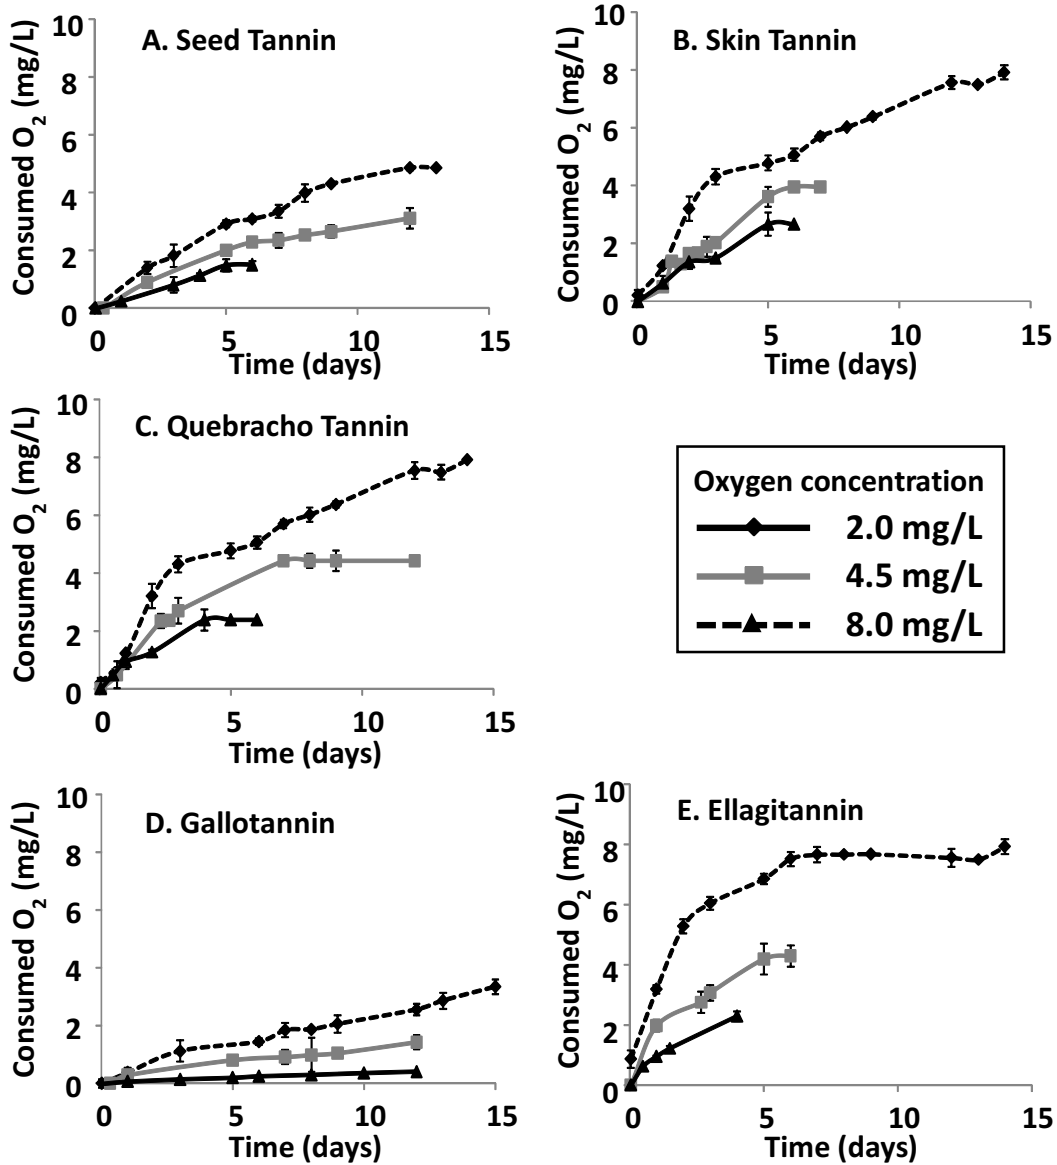 A. Seed Tannin
Consumed O2 (mg/L)
10
8
6
4
2
0
0 5 10 15
Time (days)
B. Skin Tannin
Consumed O2 (mg/L)
10
8
6
4
2
0
0 5 10 15
Time (days)
C. Quebracho Tannin
Consumed O2 (mg/L)
10
8
6
4
2
0
0 5 10 15
Time (days)
Oxygen concentration
2.0 mg/L
4.5 mg/L
8.0 mg/L
D. Gallotannin
Consumed O2 (mg/L)
10
8
6
4
2
0
0 5 10 15
Time (days)
E. Ellagitannin
Consumed O2 (mg/L)
10
8
6
4
2
0
0 5 10 15
Time (days)